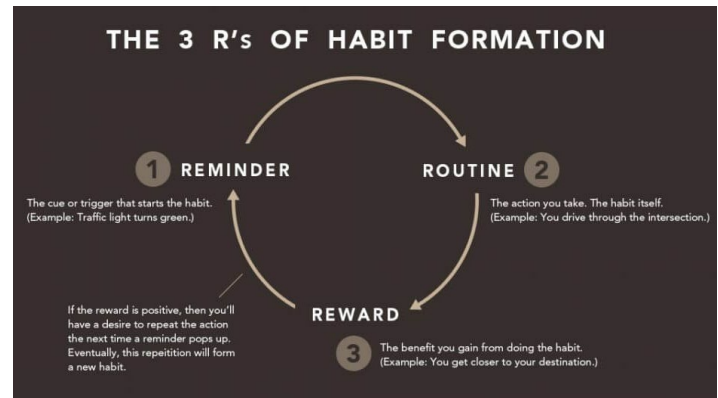 THE 3 R's OF HABIT FORMATION
1 REMINDER
The cue or trigger that starts the habit.
(Example: Traffic light turns green.)
ROUTINE 2
The action you take. The habit itself.
(Example: You drive through the intersection.)
REWARD
3
The benefit you gain from doing the habit.
(Example: You get closer to your destination.)
If the reward is positive, then you'll
have a desire to repeat the action
the next time a reminder pops up.
Eventually, this repeitition will form
a new habit.